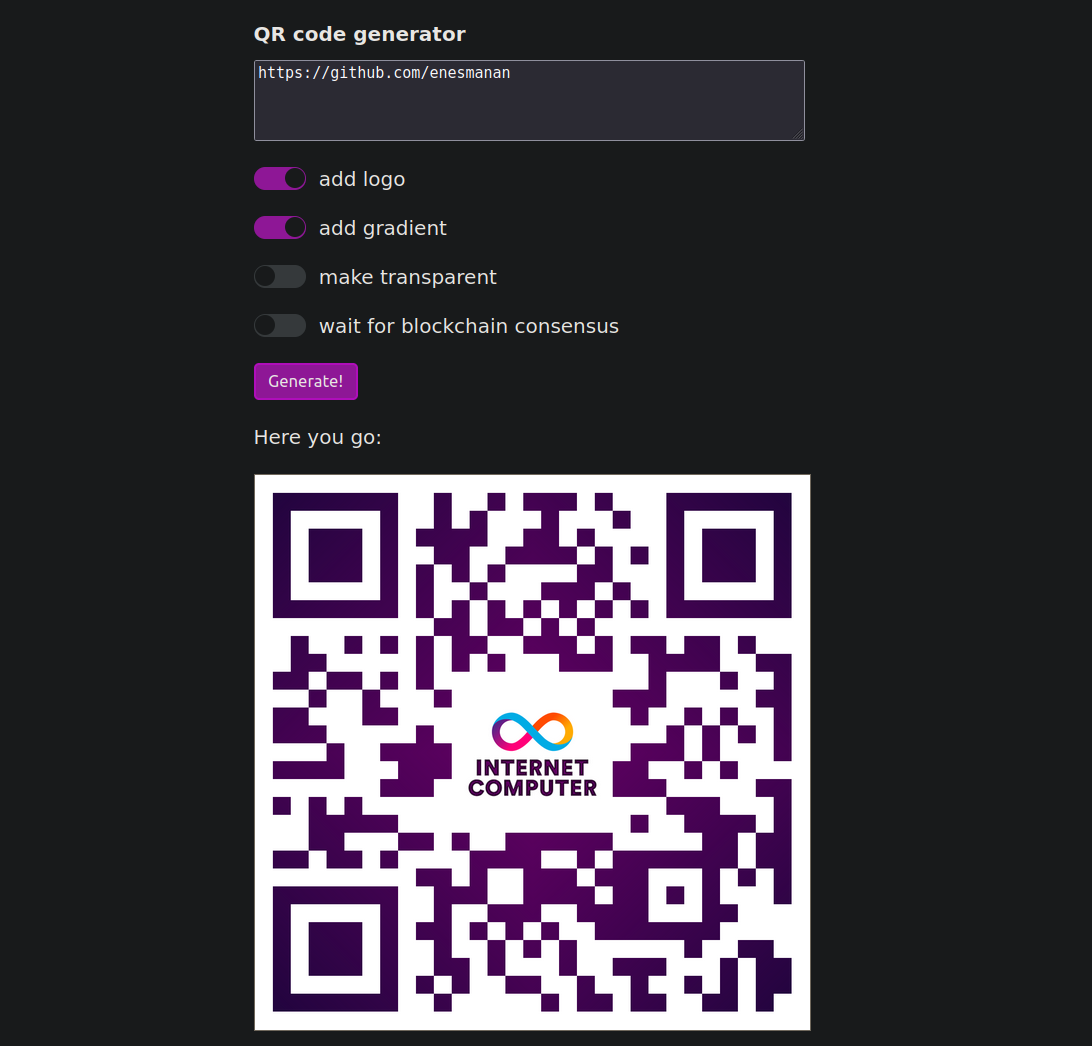 QR code generator
https://github.com/enesmanan
add logo
add gradient
make transparent
wait for blockchain consensus
Generate!
Here you go:
INTERNET
COMPUTER